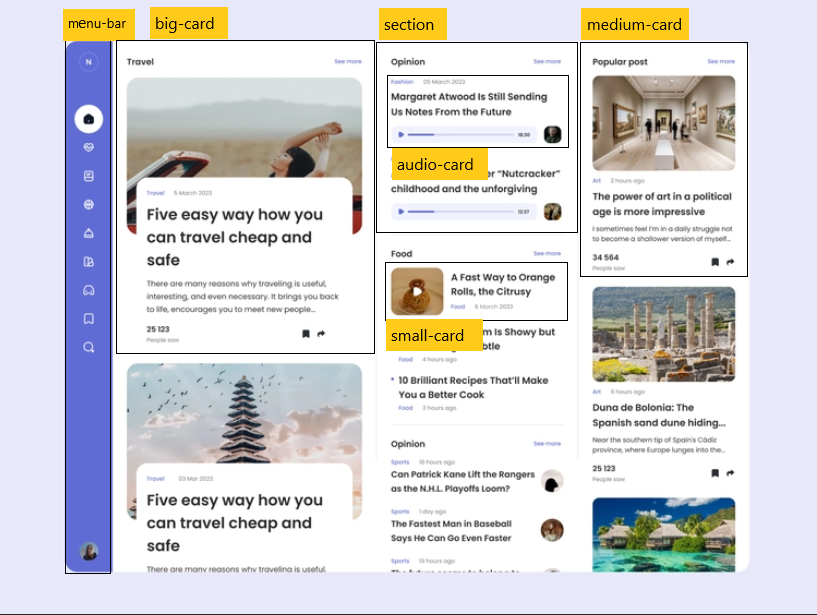 menu-bar
big-card
section
medium-card
N
Travel
See more
Travel 5 March 2023
Five easy way how you
can travel cheap and
safe
There are many reasons why traveling is useful,
interesting, and even necessary. It brings you back
to life, encourages you to meet new people...
25 123
People saw
Travel 03 Mar 2023
Five easy way how you
can travel cheap and
safe
There are many reasons why traveling is useful,
Opinion
See more
Fashion 05 March 2023
Margaret Atwood Is Still Sending
Us Notes From the Future
18:30
audio-card
er “Nutcracker”
childhood and the unforgiving
12:37
Food
See more
A Fast Way to Orange
Rolls, the Citrusy
Food 6 March 2023
small-card
m Is Showy but
btle
Food 4 hours ago
10 Brilliant Recipes That’ll Make
You a Better Cook
Food 3 hours ago
Opinion
See more
Sports 16 hours ago
Can Patrick Kane Lift the Rangers
as the N.H.L. Playoffs Loom?
Sports 1 day ago
The Fastest Man in Baseball
Says He Can Go Even Faster
Sports 19 hours ago
Popular post
See more
Art 2 hours ago
The power of art in a political
age is more impressive
I sometimes feel I'm in a daily struggle not
to become a shallower version of myself...
34 564
People saw
Art 6 hours ago
Duna de Bolonia: The
Spanish sand dune hiding...
Near the southern tip of Spain's Cádiz
province, where Europe lunges into the...
25 123
People saw